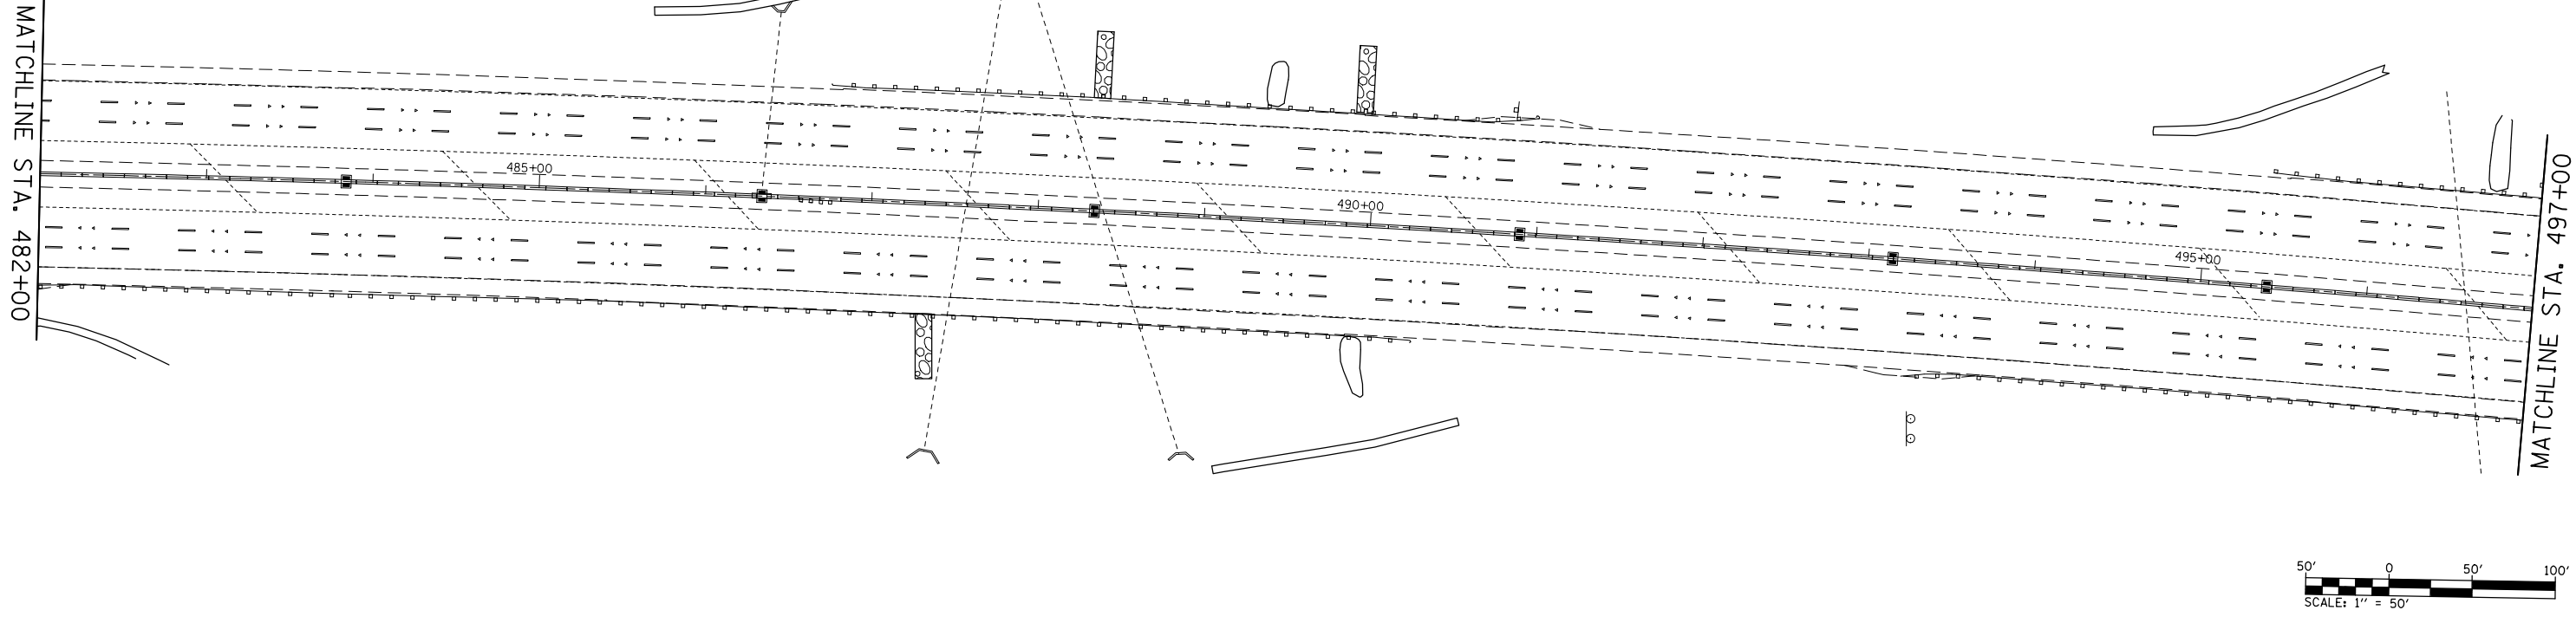 MATCHLINE STA. 482+00
485+00
490+00
495+00
MATCHLINE STA. 497+00
50' 0 50' 100'
SCALE: 1'' = 50'